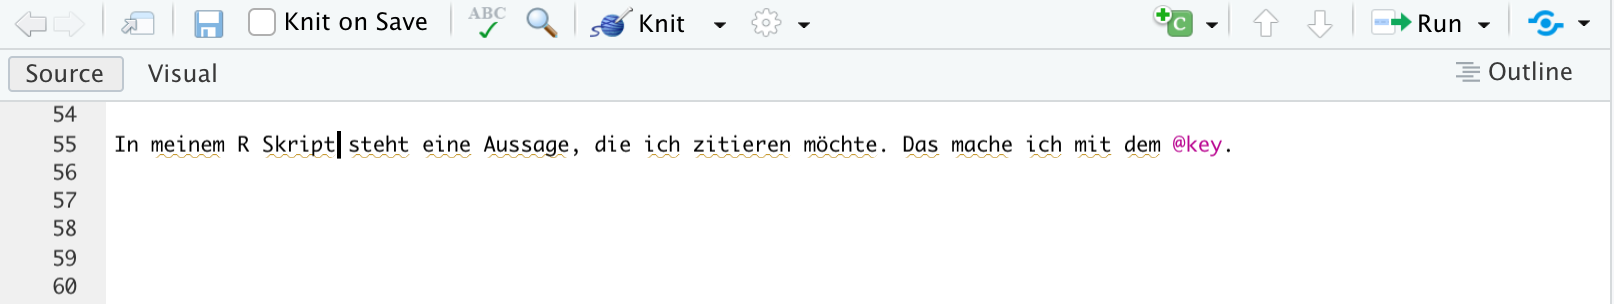 Knit on Save ABC Knit C Run
Source Visual Outline
54
55 In meinem R Skript steht eine Aussage, die ich zitieren möchte. Das mache ich mit dem @key.
56
57
58
59
60